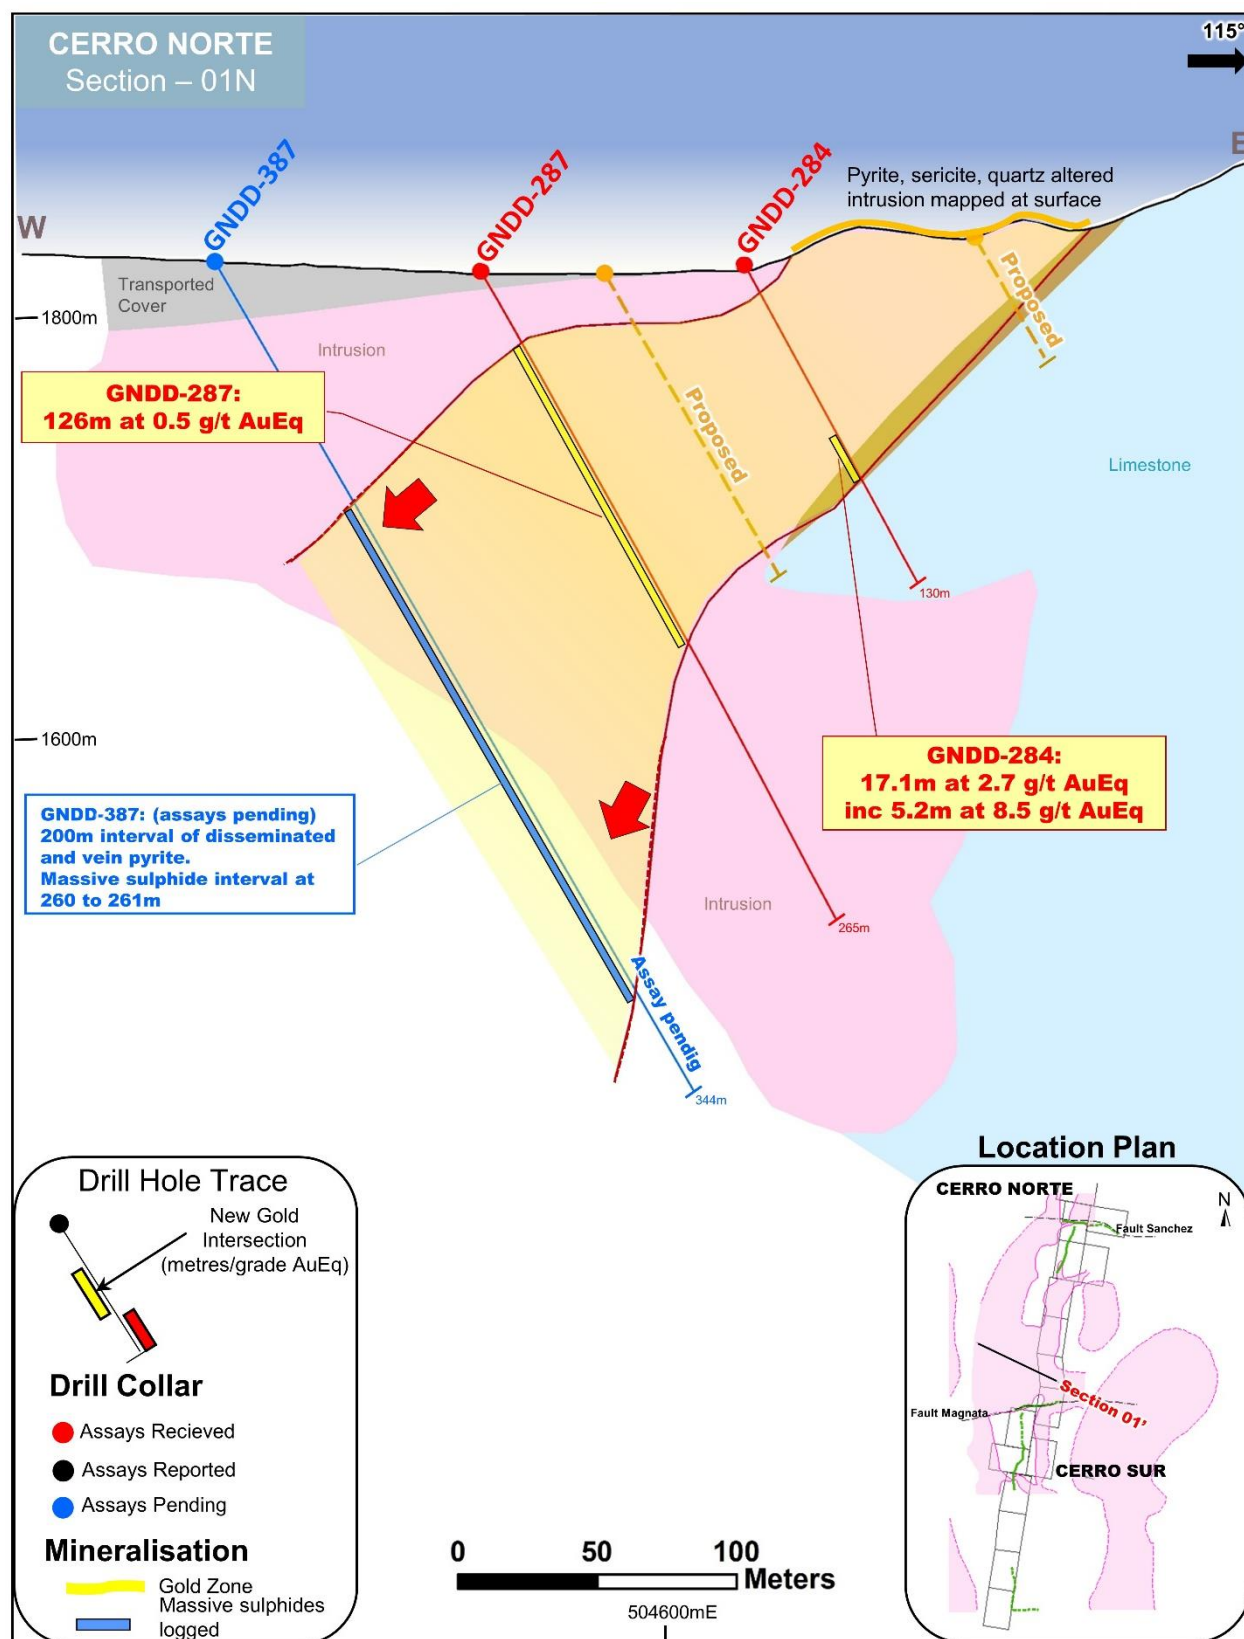 CERRO NORTE
Section – 01N
115°
W
E
GNDD-387
GNDD-287
GNDD-284
Pyrite, sericite, quartz altered
intrusion mapped at surface
Transported
Cover
1800m
Intrusion
Proposed
Proposed
GNDD-287:
126m at 0.5 g/t AuEq
Limestone
130m
1600m
GNDD-284:
17.1m at 2.7 g/t AuEq
inc 5.2m at 8.5 g/t AuEq
GNDD-387: (assays pending)
200m interval of disseminated
and vein pyrite.
Massive sulphide interval at
260 to 261m
Intrusion
265m
Assay pendig
344m
Drill Hole Trace
New Gold
Intersection
(metres/grade AuEq)
Drill Collar
Assays Recieved
Assays Reported
Assays Pending
Mineralisation
Gold Zone
Massive sulphides
logged
0 50 100
Meters
504600mE
Location Plan
CERRO NORTE
N
Fault Sanchez
Section 01'
Fault Magnata
CERRO SUR